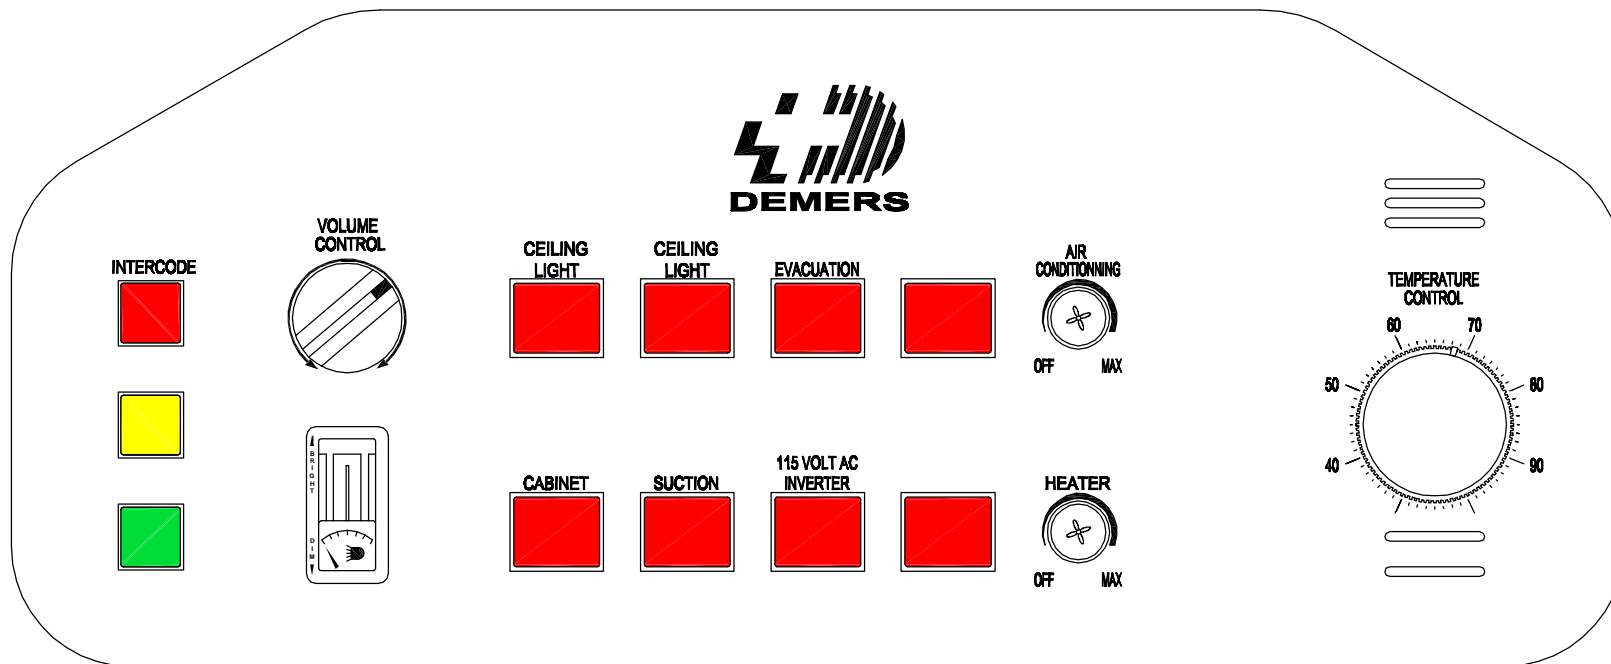 DEMERS
INTERCODE
VOLUME
CONTROL
BRIGHT
DIM
CEILING
LIGHT
CEILING
LIGHT
EVACUATION
AIR
CONDITIONNING
OFF
MAX
CABINET
SUCTION
115 VOLT AC
INVERTER
HEATER
OFF
MAX
TEMPERATURE
CONTROL
60
70
50
80
40
90